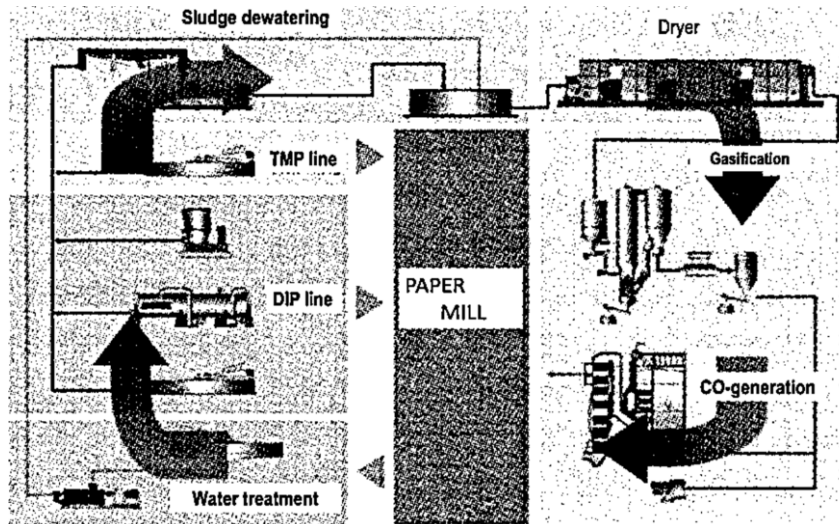 Sludge dewatering
Dryer
TMP line
Gasification
DIP line
PAPER
MILL
CO-generation
Water treatment